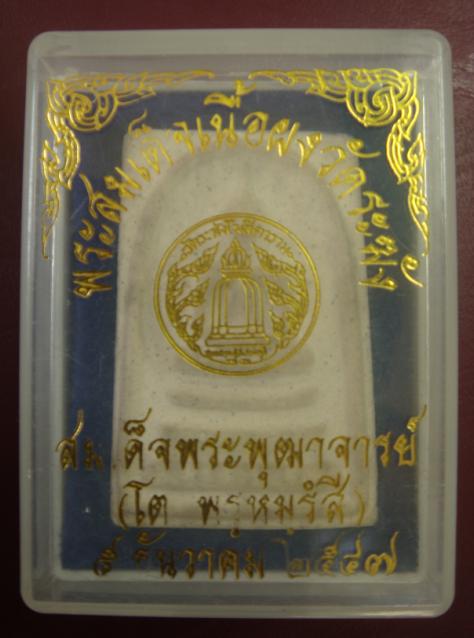 พระสมเด็จเนื้อผงวัดระฆัง
สมเด็จพระพุฒาจารย์
(โต พรหมรังสี)
ธันวาคม ๒๕๔๗